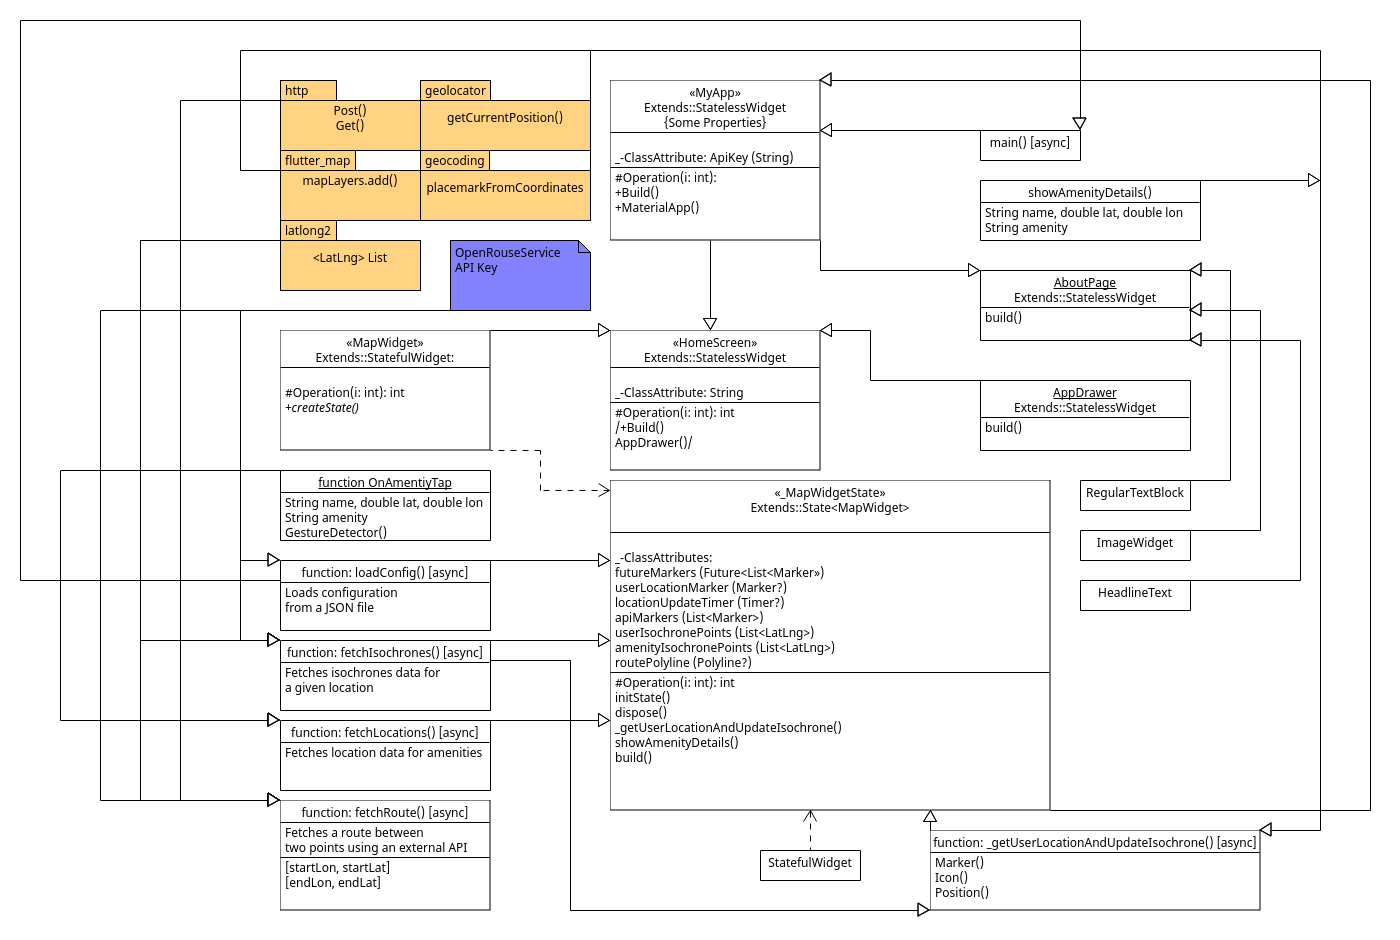 http
Post()
Get()
geolocator
getCurrentPosition()
flutter_map
mapLayers.add()
geocoding
placemarkFromCoordinates
latlong2
<LatLng> List
OpenRouseService
API Key
«MyApp»
Extends::StatelessWidget
{Some Properties}
_-ClassAttribute: ApiKey (String)
#Operation(i: int):
+Build()
+MaterialApp()
main() [async]
showAmenityDetails()
String name, double lat, double lon
String amenity
AboutPage
Extends::StatelessWidget
build()
«MapWidget»
Extends::StatefulWidget:
#Operation(i: int): int
+createState()
«HomeScreen»
Extends::StatelessWidget
_-ClassAttribute: String
#Operation(i: int): int
/+Build()
AppDrawer()/
AppDrawer
Extends::StatelessWidget
build()
function OnAmentiyTap
String name, double lat, double lon
String amenity
GestureDetector()
«_MapWidgetState»
Extends::State<MapWidget>
_-ClassAttributes:
futureMarkers (Future<List<Marker»)
userLocationMarker (Marker?)
locationUpdateTimer (Timer?)
apiMarkers (List<Marker>)
userIsochronePoints (List<LatLng>)
amenityIsochronePoints (List<LatLng>)
routePolyline (Polyline?)
#Operation(i: int): int
initState()
dispose()
_getUserLocationAndUpdateIsochrone()
showAmenityDetails()
build()
RegularTextBlock
ImageWidget
HeadlineText
function: loadConfig() [async]
Loads configuration
from a JSON file
function: fetchIsochrones() [async]
Fetches isochrones data for
a given location
function: fetchLocations() [async]
Fetches location data for amenities
function: fetchRoute() [async]
Fetches a route between
two points using an external API
[startLon, startLat]
[endLon, endLat]
StatefulWidget
function: _getUserLocationAndUpdateIsochrone() [async]
Marker()
Icon()
Position()